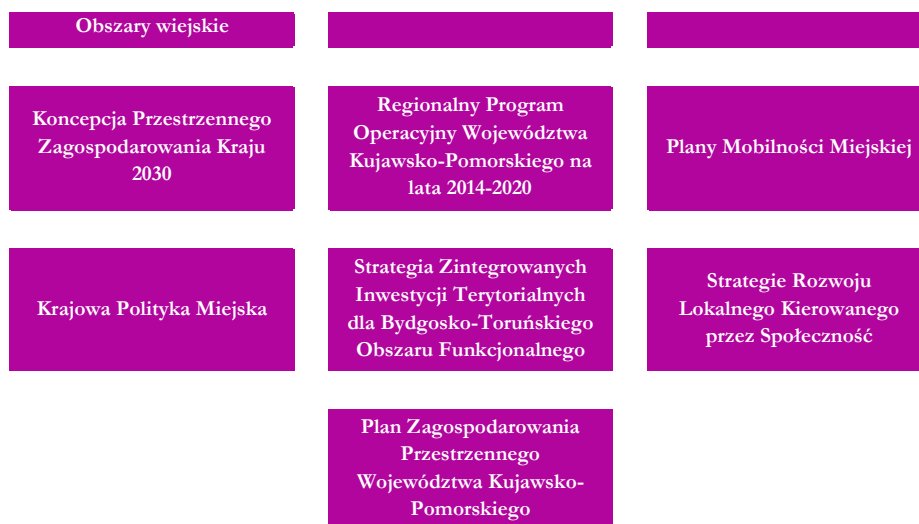 Obszary wiejskie
Koncepcja Przestrzennego
Zagospodarowania Kraju
2030
Regionalny Program
Operacyjny Województwa
Kujawsko-Pomorskiego na
lata 2014-2020
Plany Mobilności Miejskiej
Krajowa Polityka Miejska
Strategia Zintegrowanych
Inwestycji Terytorialnych
dla Bydgosko-Toruńskiego
Obszaru Funkcjonalnego
Strategie Rozwoju
Lokalnego Kierowanego
przez Społeczność
Plan Zagospodarowania
Przestrzennego
Województwa Kujawsko-
Pomorskiego